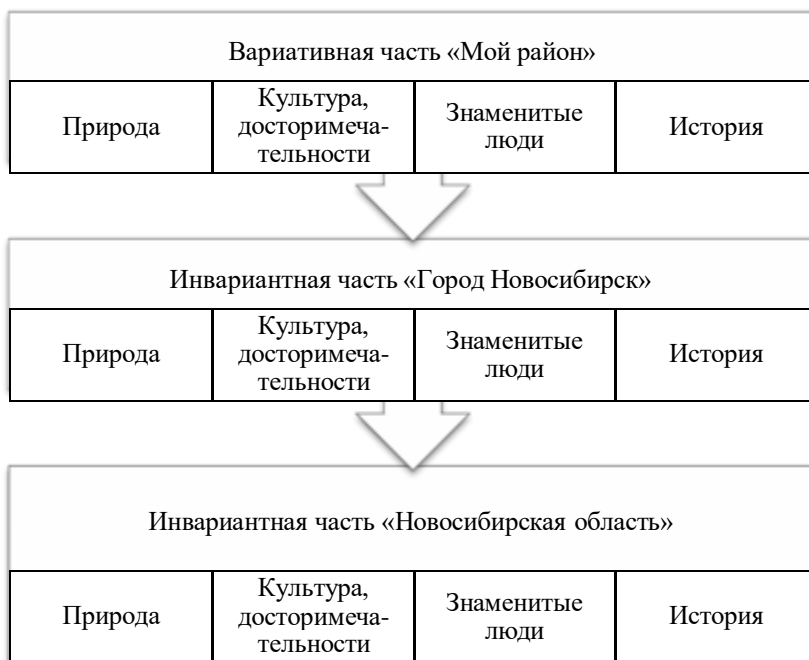 Вариативная часть «Мой район»
Природа
Культура,
досторимеча-
тельности
Знаменитые
люди
История
Инвариантная часть «Город Новосибирск»
Природа
Культура,
досторимеча-
тельности
Знаменитые
люди
История
Инвариантная часть «Новосибирская область»
Природа
Культура,
досторимеча-
тельности
Знаменитые
люди
История